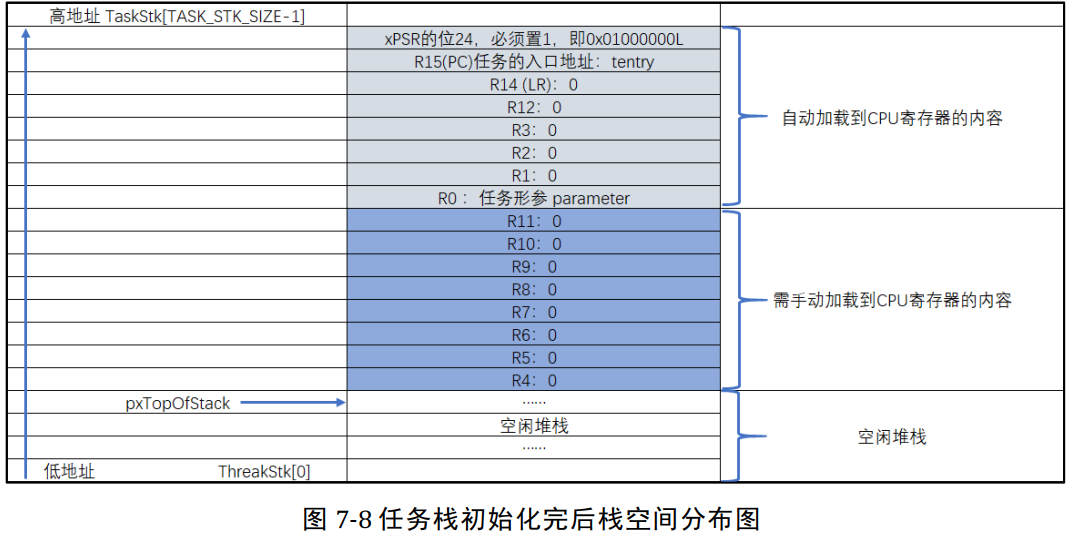 高地址 TaskStk[TASK_STK_SIZE-1]
xPSR的位24，必须置1，即0x01000000L
R15(PC)任务的入口地址：tentry
R14 (LR)：0
R12：0
R3：0
R2：0
R1：0
R0 ：任务形参 parameter
自动加载到CPU寄存器的内容
R11：0
R10：0
R9：0
R8：0
R7：0
R6：0
R5：0
R4：0
需手动加载到CPU寄存器的内容
pxTopOfStack
......
空闲堆栈
......
空闲堆栈
低地址 ThreakStk[0]
图 7-8 任务栈初始化完后栈空间分布图